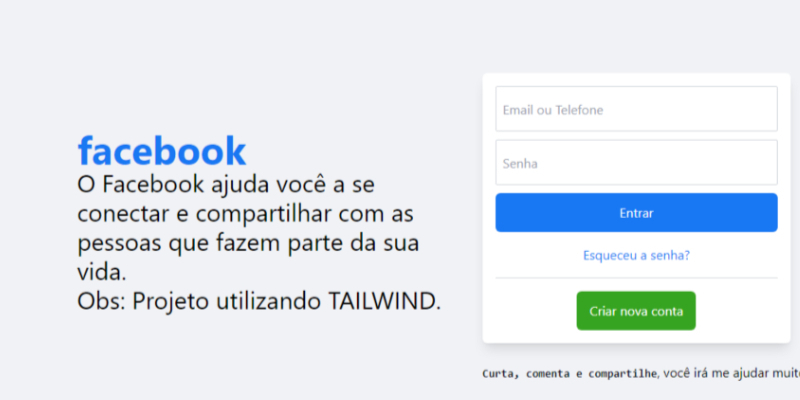 facebook
O Facebook ajuda você a se
conectar e compartilhar com as
pessoas que fazem parte da sua
vida.
Obs: Projeto utilizando TAILWIND.
Email ou Telefone
Senha
Entrar
Esqueceu a senha?
Criar nova conta
Curta, comenta e compartilhe, você irá me ajudar